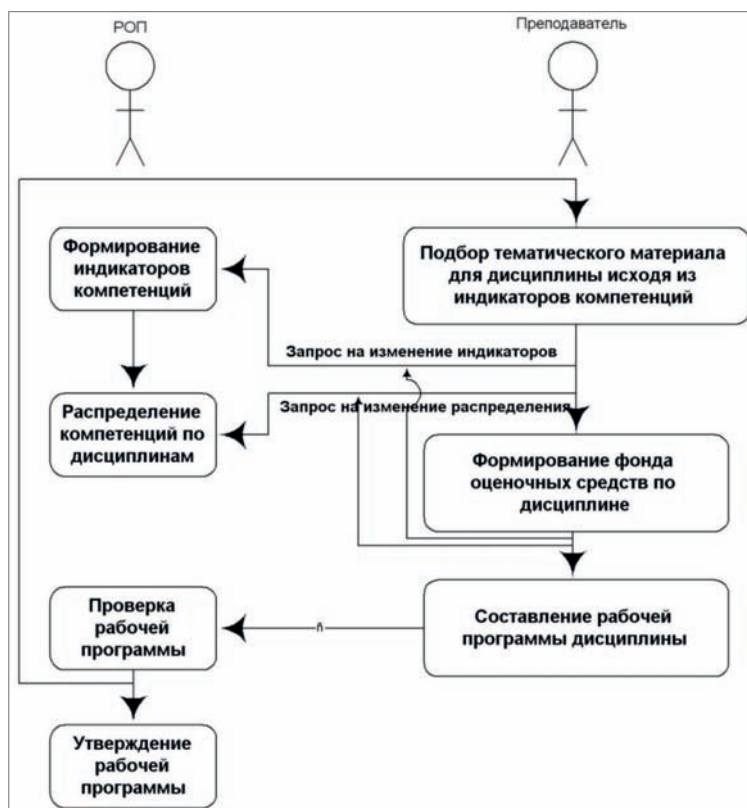 РОП
Преподаватель
Формирование
индикаторов
компетенций
Подбор тематического материала
для дисциплины исходя из
индикаторов компетенций
Запрос на изменение индикаторов
Запрос на изменение распределения
Распределение
компетенций по
дисциплинам
Формирование фонда
оценочных средств по
дисциплине
Проверка
рабочей
программы
й
Составление рабочей
программы дисциплины
Утверждение
рабочей
программы